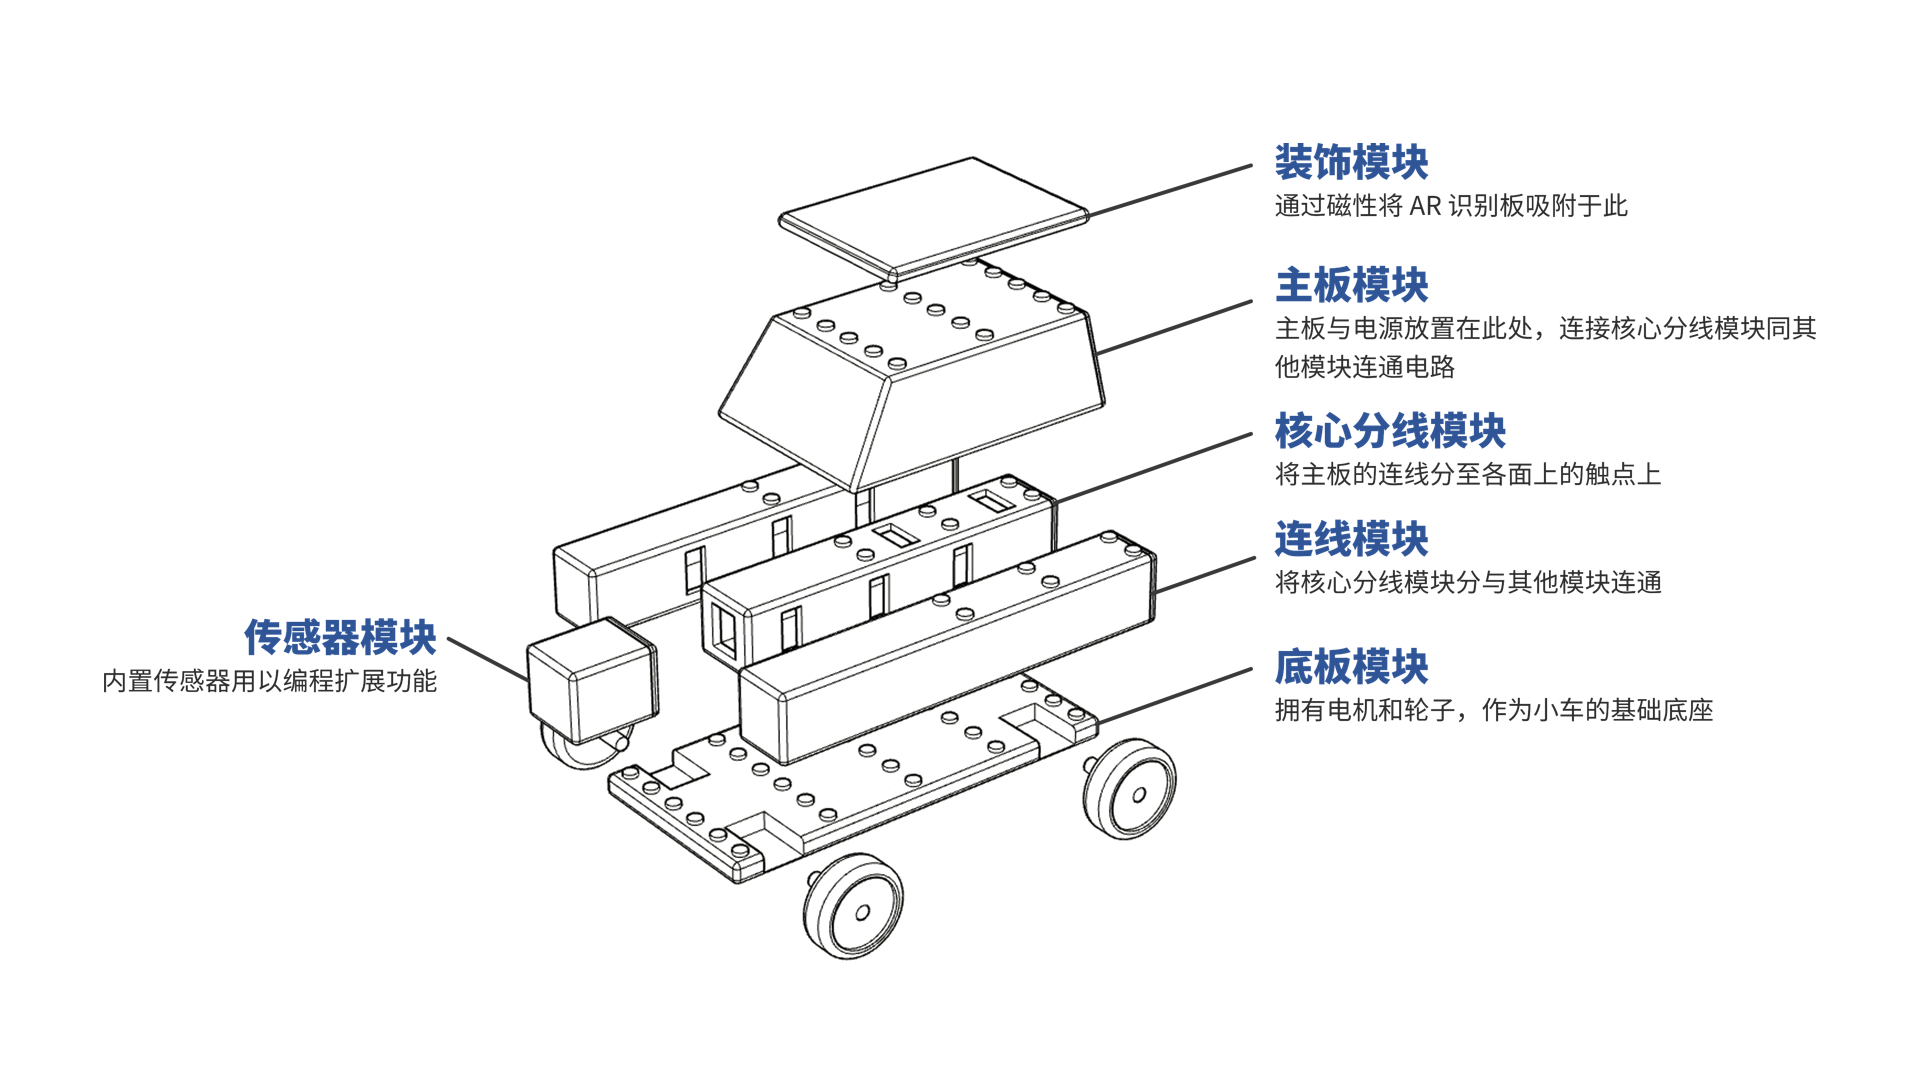 装饰模块
通过磁性将 AR 识别板吸附于此
主板模块
主板与电源放置在此处，连接核心分线模块同其
他模块连通电路
核心分线模块
将主板的连线分至各面上的触点上
连线模块
将核心分线模块分与其他模块连通
传感器模块
内置传感器用以编程扩展功能
底板模块
拥有电机和轮子，作为小车的基础底座